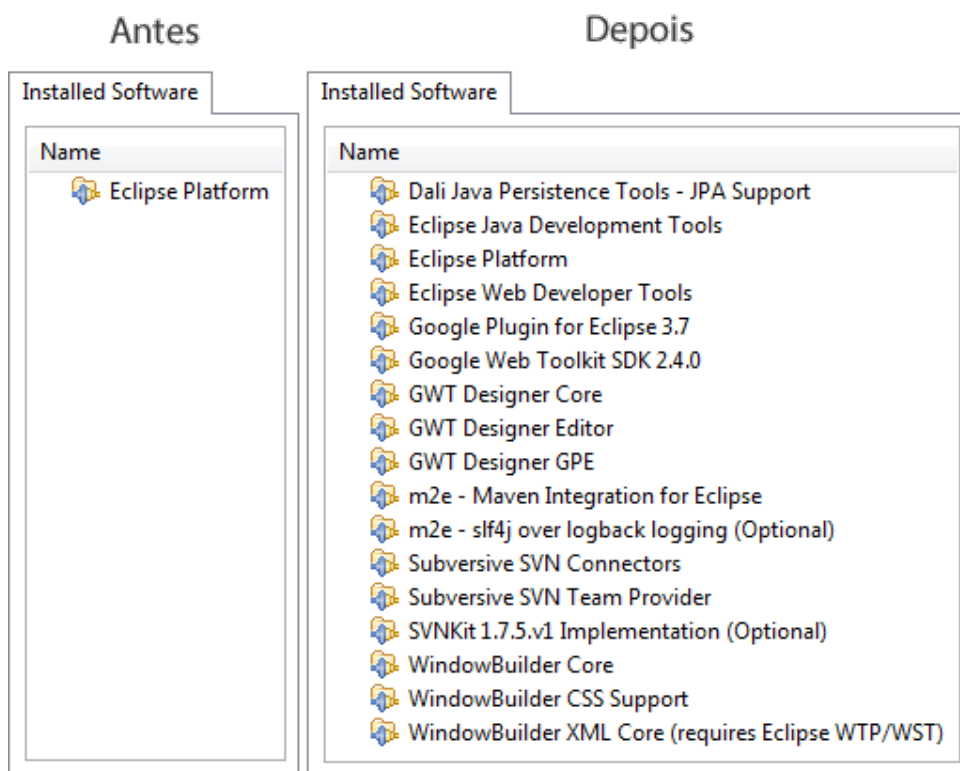 Antes
Installed Software
Name
Eclipse Platform
Depois
Installed Software
Name
Dali Java Persistence Tools - JPA Support
Eclipse Java Development Tools
Eclipse Platform
Eclipse Web Developer Tools
Google Plugin for Eclipse 3.7
Google Web Toolkit SDK 2.4.0
GWT Designer Core
GWT Designer Editor
GWT Designer GPE
m2e - Maven Integration for Eclipse
m2e - slf4j over logback logging (Optional)
Subversive SVN Connectors
Subversive SVN Team Provider
SVNKit 1.7.5.v1 Implementation (Optional)
WindowBuilder Core
WindowBuilder CSS Support
WindowBuilder XML Core (requires Eclipse WTP/WST)